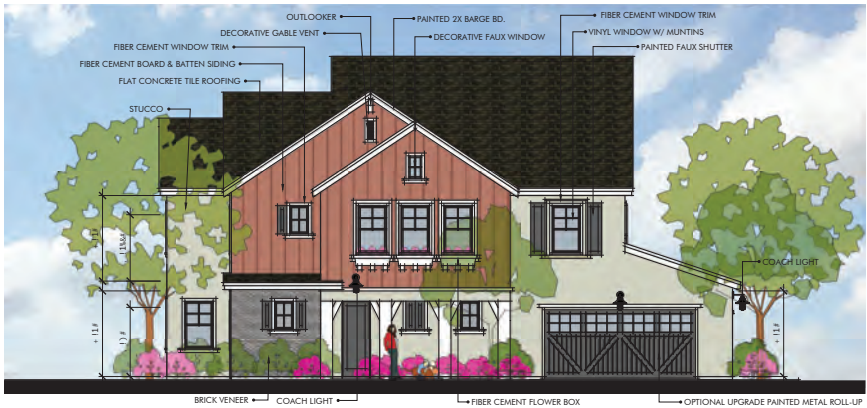 OUTLOOKER
PAINTED 2X BARGE BD.
FIBER CEMENT WINDOW TRIM
DECORATIVE GABLE VENT
DECORATIVE FAUX WINDOW
VINYL WINDOW W/ MUNTINS
FIBER CEMENT WINDOW TRIM
PAINTED FAUX SHUTTER
FIBER CEMENT BOARD & BATTEN SIDING
FLAT CONCRETE TILE ROOFING
STUCCO
COACH LIGHT
BRICK VENEER
COACH LIGHT
FIBER CEMENT FLOWER BOX
OPTIONAL UPGRADE PAINTED METAL ROLL-UP